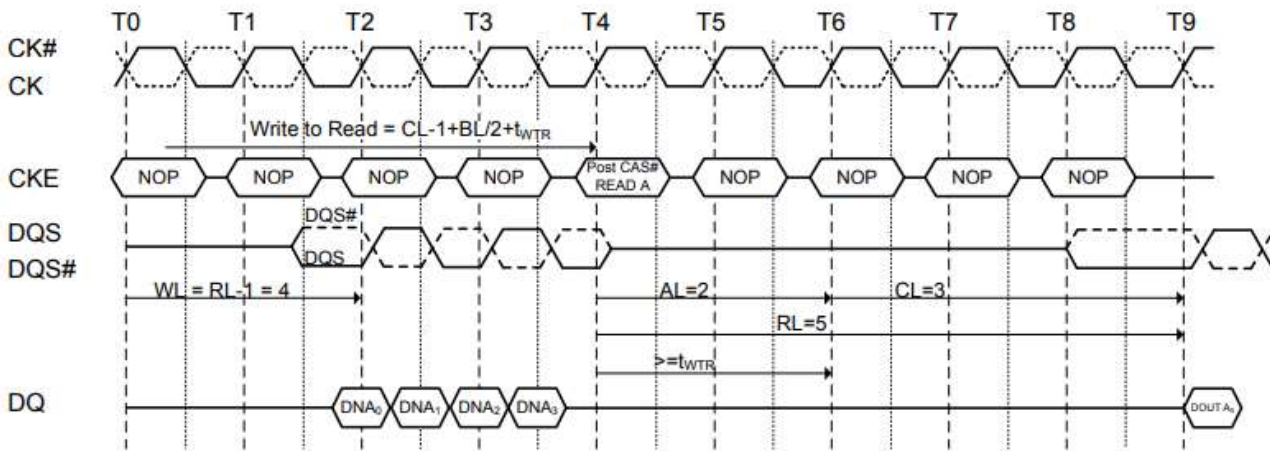 T0 T1 T2 T3 T4 T5 T6 T7 T8 T9
CK#
CK
Write to Read = CL-1+BL/2+tWTR
CKE NOP NOP NOP NOP Post CAS# READ A NOP NOP NOP NOP
DQS#
DQS
DQS
DQS#
WL = RL-1 = 4 AL=2 CL=3
RL=5
>=tWTR
DQ DNA0 DNA1 DNA2 DNA3 DOUT A0